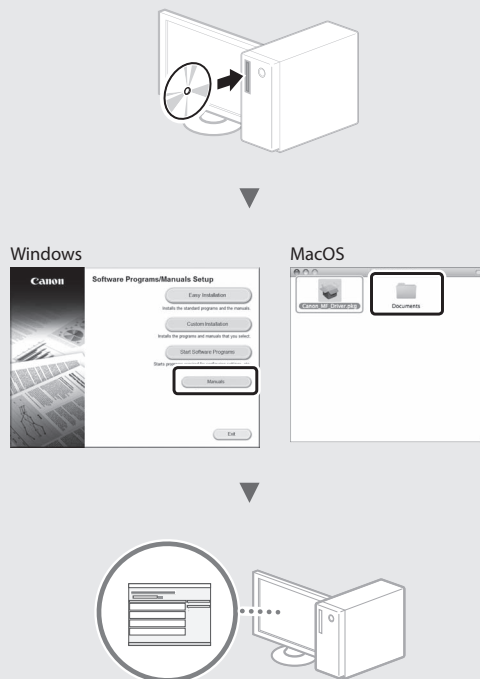 Windows
MacOS
Canon
Software Programs/Manuals Setup
Easy Installation
Installs the standard programs and the manuals.
Custom Installation
Installs the programs and manuals that you select.
Start Software Programs
Manuals
Exit
Canon_MF_Driver.pkg
Documents